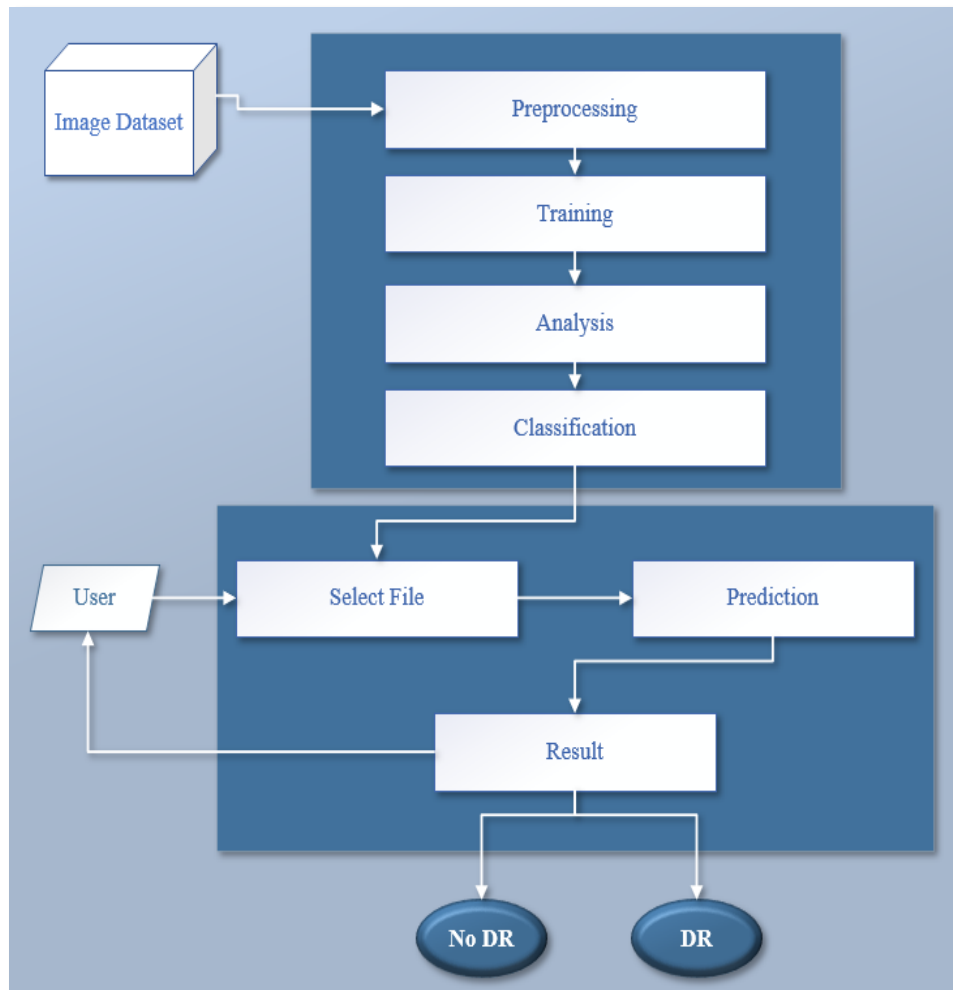 Image Dataset
Preprocessing
Training
Analysis
Classification
User
Select File
Prediction
Result
No DR
DR